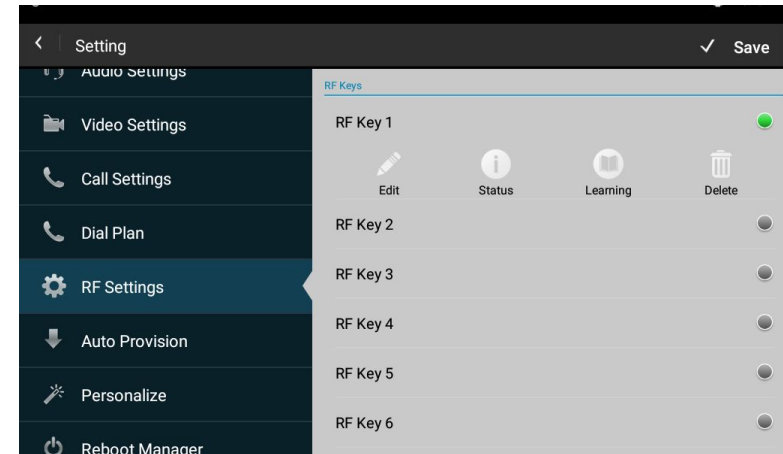 Setting
Save
Audio Settings
Video Settings
Call Settings
Dial Plan
RF Settings
Auto Provision
Personalize
Reboot Manager
RF Keys
RF Key 1
Edit Status Learning Delete
RF Key 2
RF Key 3
RF Key 4
RF Key 5
RF Key 6